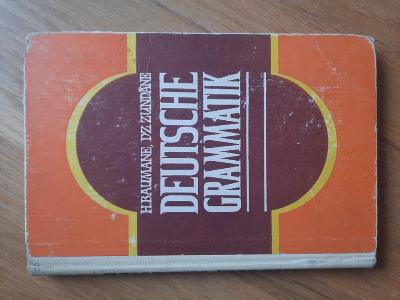 H.BAUMANE, DZ.ZUNDĀNE
DEUTSCHE
GRAMMATIK